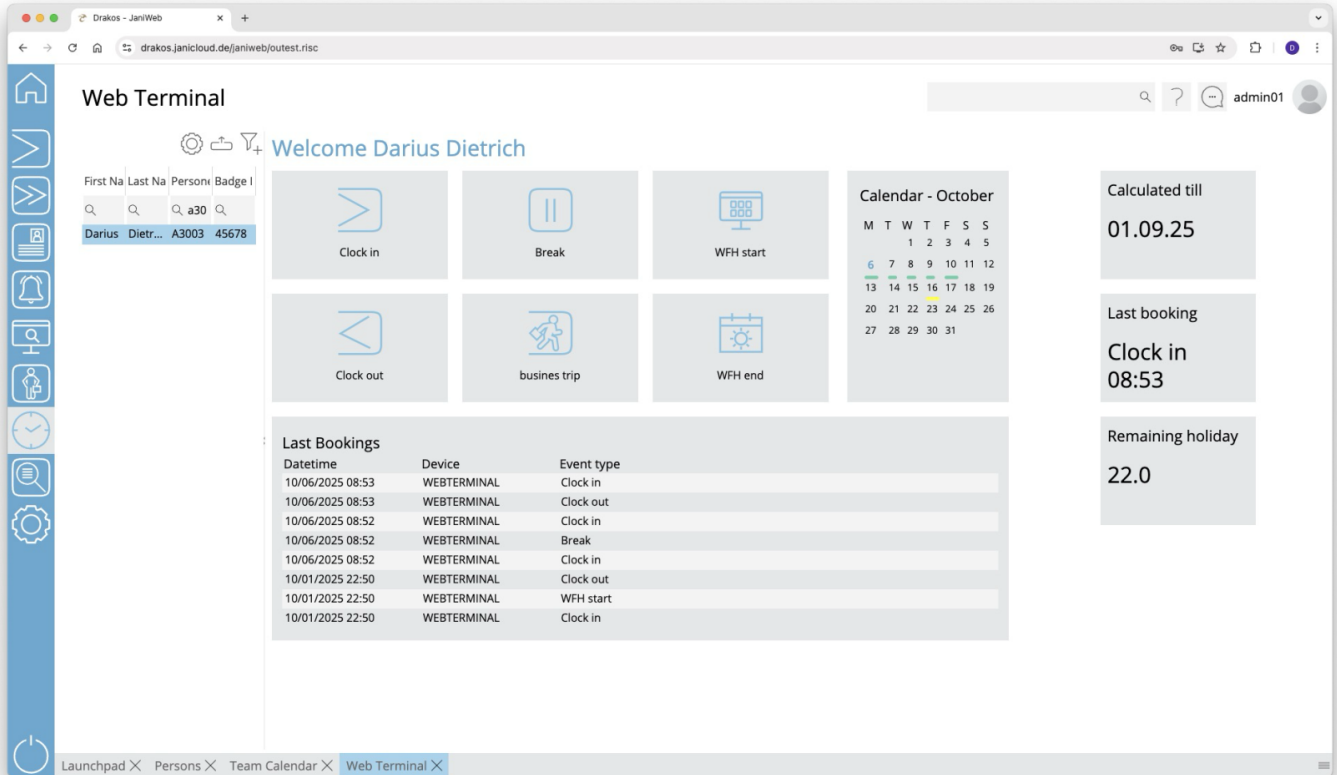 Drakos - JaniWeb
drakos.janicloud.de/janiweb/outest.risc
D
Web Terminal
admin01
Welcome Darius Dietrich
First Na Last Na Persone Badge I
a30
Darius Dietr... A3003 45678
Clock in
Break
WFH start
Clock out
busines trip
WFH end
Calendar - October
M T W T F S S
1 2 3 4 5
6 7 8 9 10 11 12
13 14 15 16 17 18 19
20 21 22 23 24 25 26
27 28 29 30 31
Calculated till
01.09.25
Last booking
Clock in
08:53
Remaining holiday
22.0
Last Bookings
Datetime Device Event type
10/06/2025 08:53 WEBTERMINAL Clock in
10/06/2025 08:53 WEBTERMINAL Clock out
10/06/2025 08:52 WEBTERMINAL Clock in
10/06/2025 08:52 WEBTERMINAL Break
10/06/2025 08:52 WEBTERMINAL Clock in
10/01/2025 22:50 WEBTERMINAL Clock out
10/01/2025 22:50 WEBTERMINAL WFH start
10/01/2025 22:50 WEBTERMINAL Clock in
Launchpad Persons Team Calendar Web Terminal